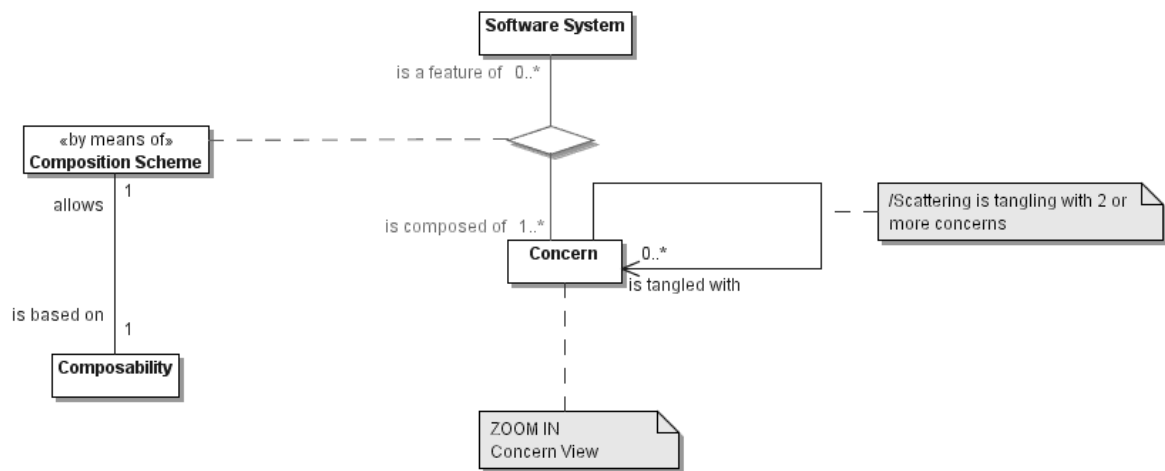 Software System
is a feature of 0..*
«by means of»
Composition Scheme
1
allows
/Scattering is tangling with 2 or
more concerns
is composed of 1..*
Concern
0..*
is tangled with
is based on
1
Composability
ZOOM IN
Concern View